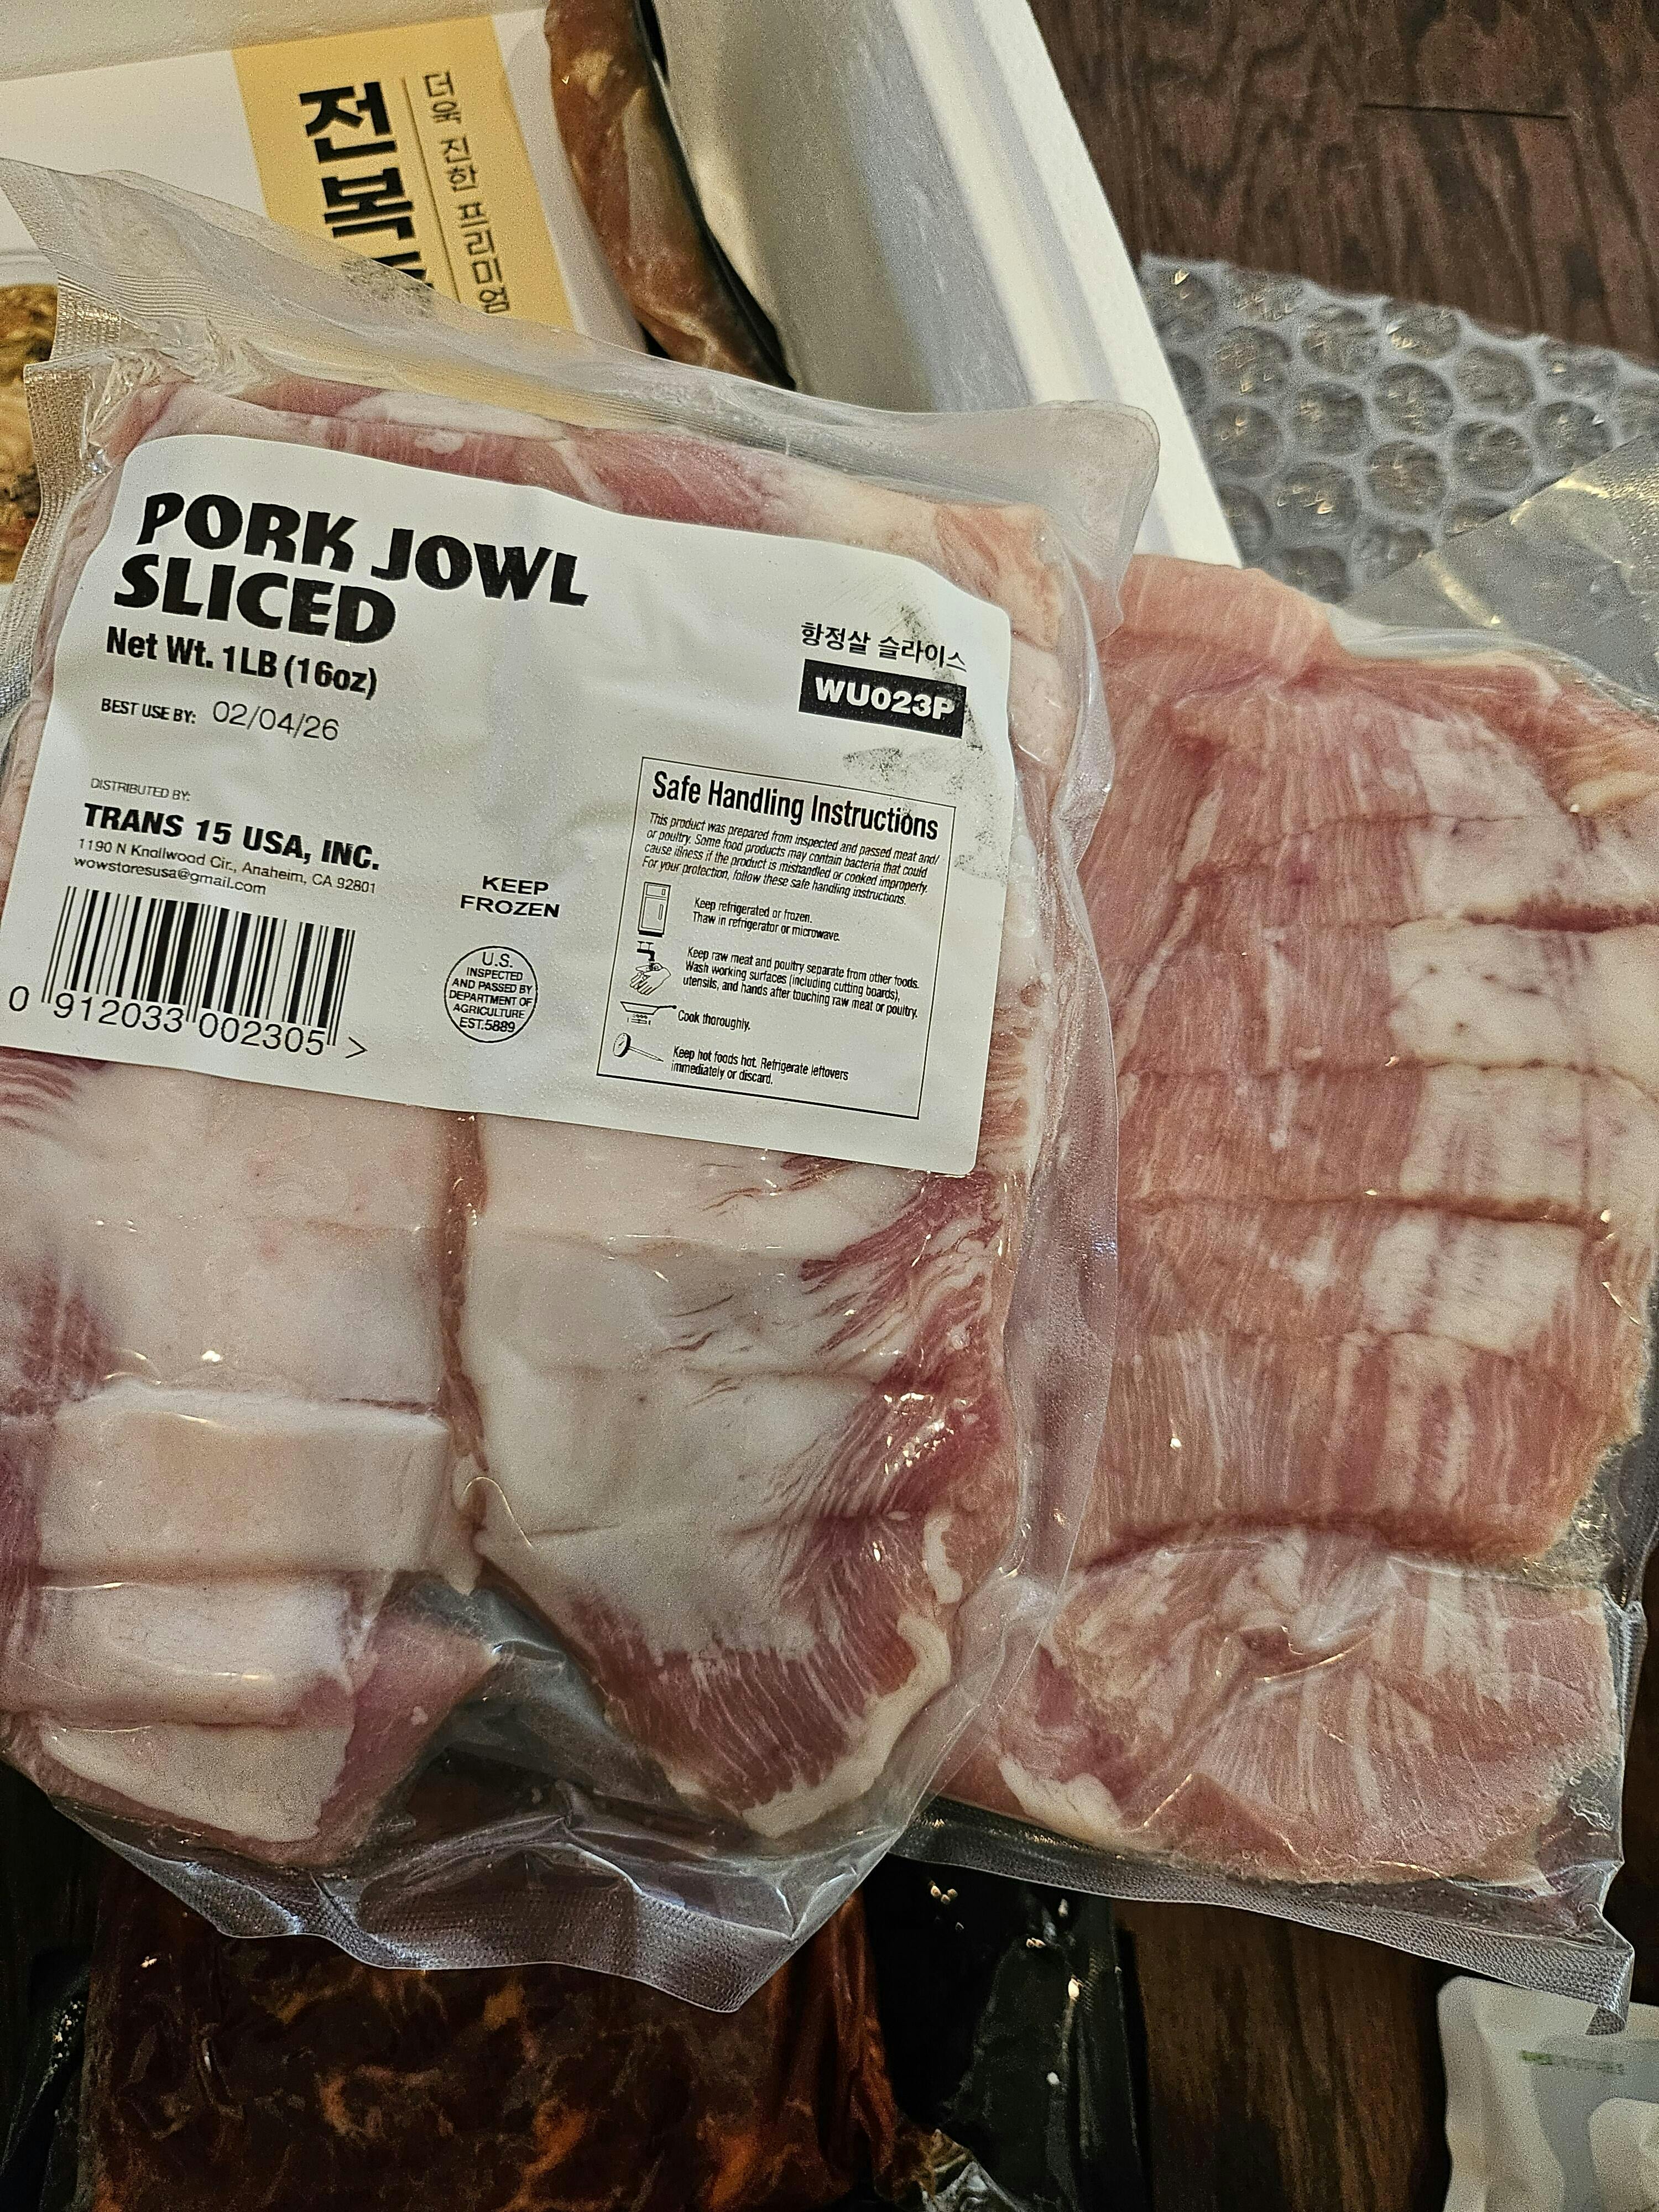 더욱 진한 프리미엄
전복
PORK JOWL
SLICED
Net Wt. 1LB (16oz)
BEST USE BY: 02/04/26
항정살 슬라이스
WU023P
DISTRIBUTED BY:
TRANS 15 USA, INC.
1190 N Knollwood Cir., Anaheim, CA 92801
wowstoresusa@gmail.com
0 912033 002305 >
KEEP
FROZEN
U.S.
INSPECTED
AND PASSED BY
DEPARTMENT OF
AGRICULTURE
EST.5889
Safe Handling Instructions
This product was prepared from inspected and passed meat and/
or poultry. Some food products may contain bacteria that could
cause illness if the product is mishandled or cooked improperly.
For your protection, follow these safe handling instructions.
Keep refrigerated or frozen.
Thaw in refrigerator or microwave.
Keep raw meat and poultry separate from other foods.
Wash working surfaces (including cutting boards),
utensils, and hands after touching raw meat or poultry.
Cook thoroughly.
Keep hot foods hot. Refrigerate leftovers
immediately or discard.